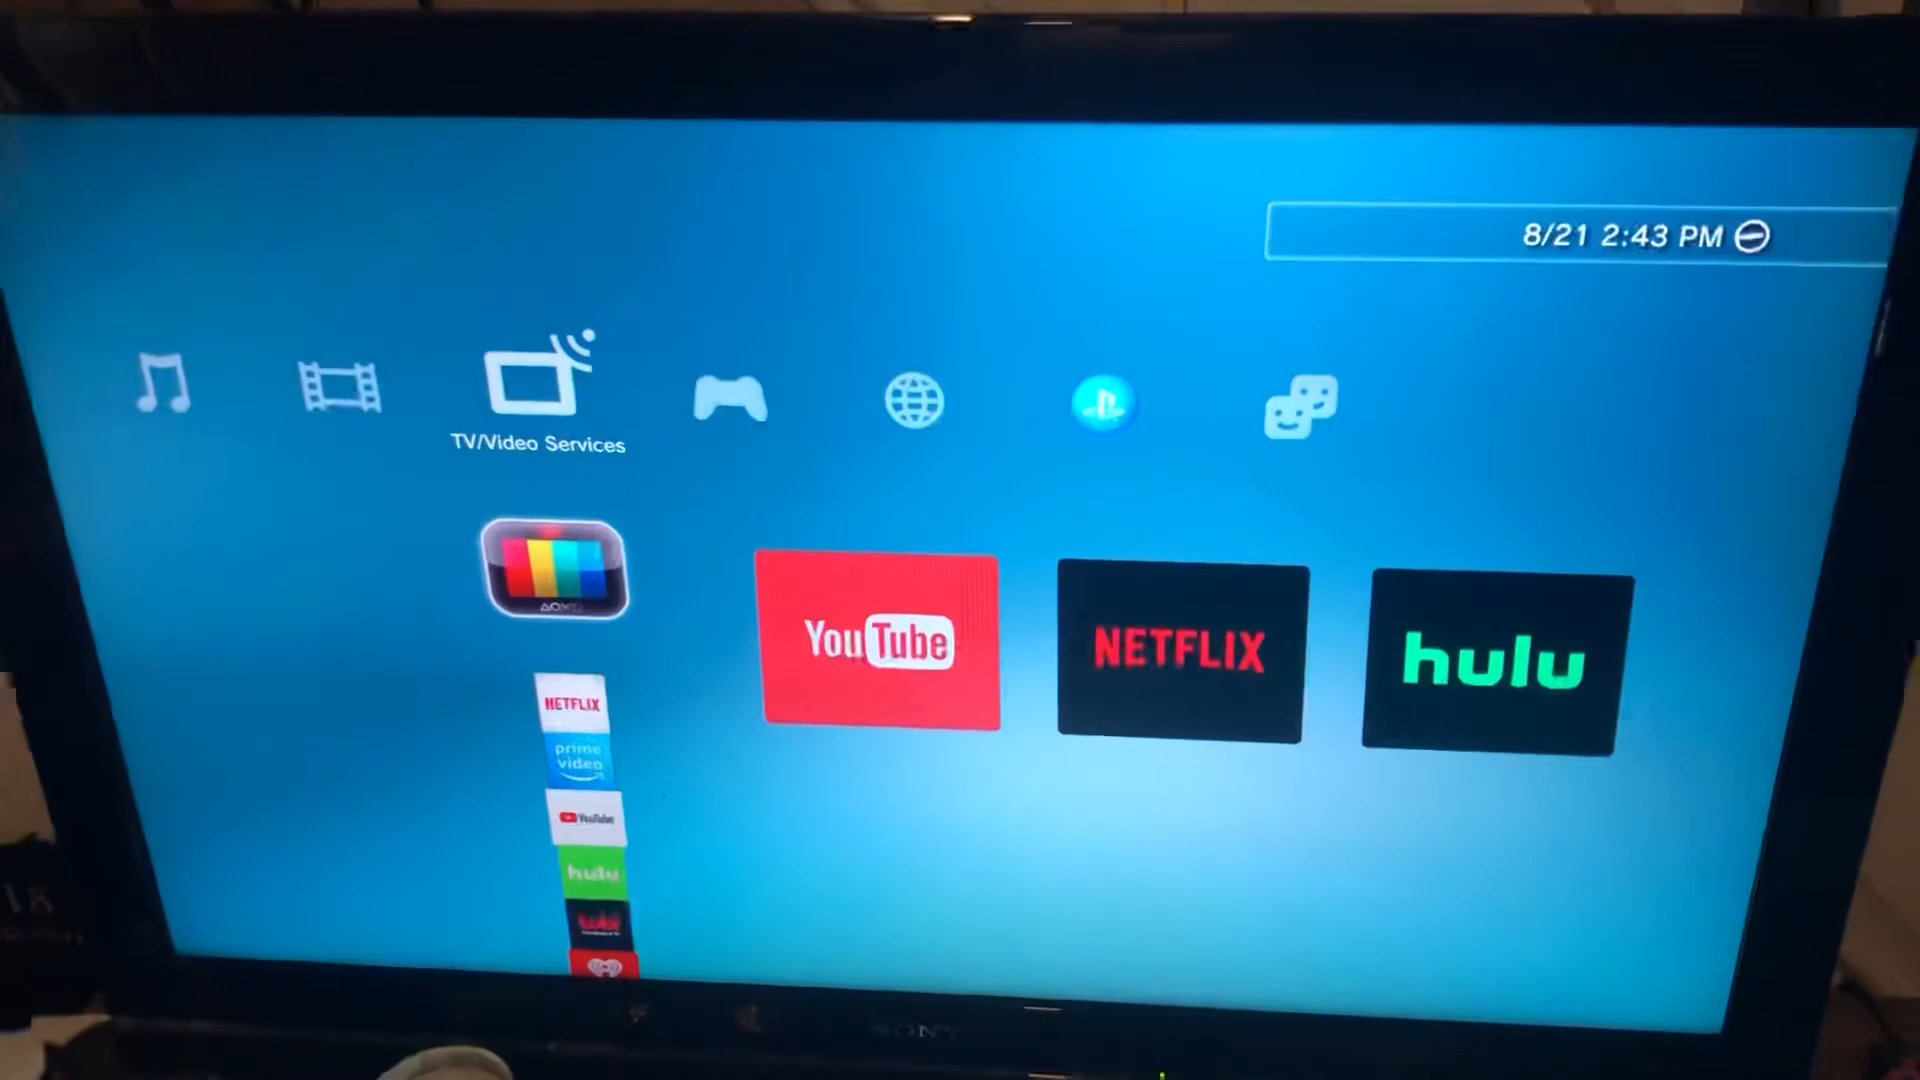 8/21 2:43 PM
TV/Video Services
YouTube
NETFLIX
hulu
NETFLIX
prime
video
YouTube
hulu
SONY